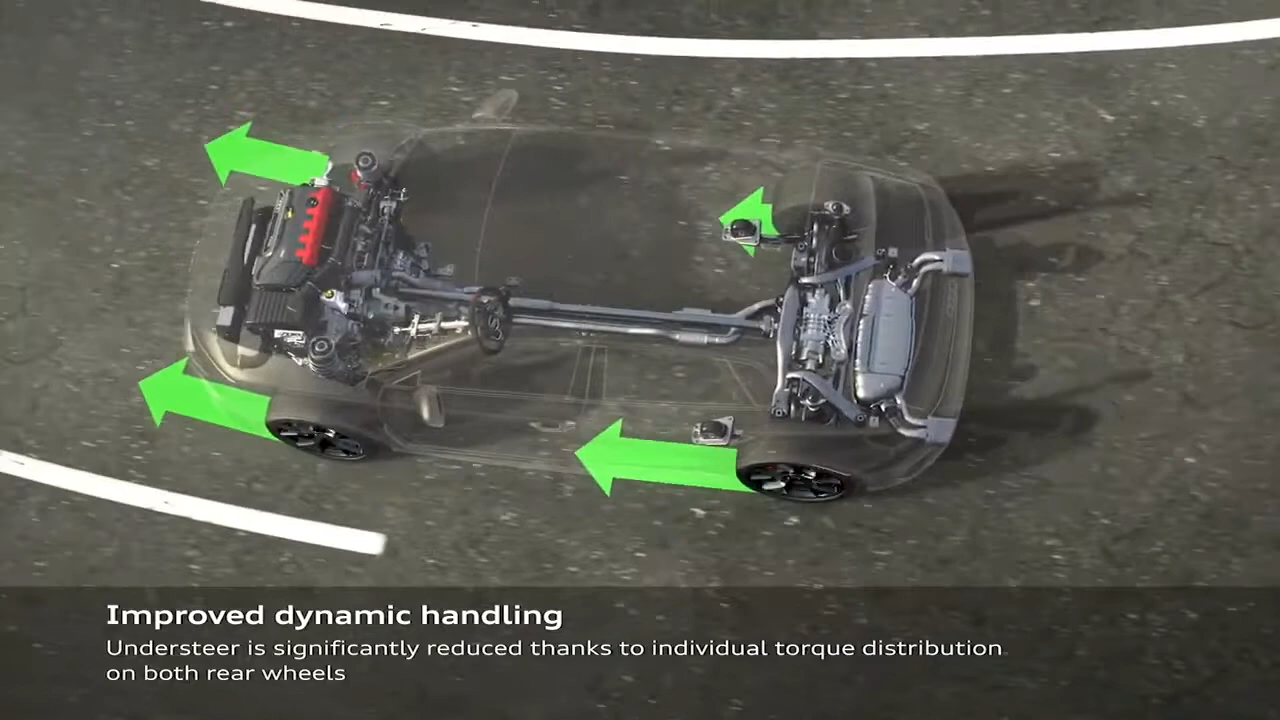 Improved dynamic handling
Understeer is significantly reduced thanks to individual torque distribution
on both rear wheels